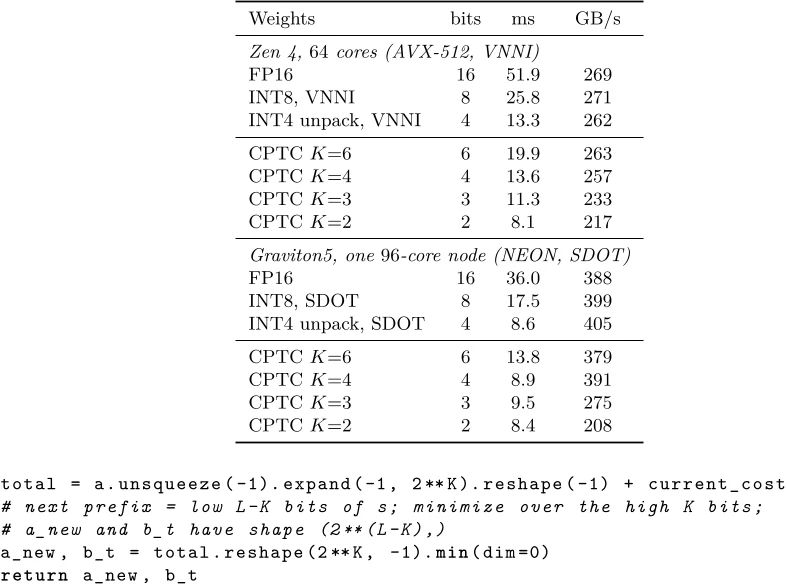 Weights bits ms GB/s
Zen 4, 64 cores (AVX-512, VNNI)
FP16 16 51.9 269
INT8, VNNI 8 25.8 271
INT4 unpack, VNNI 4 13.3 262
CPTC K=6 6 19.9 263
CPTC K=4 4 13.6 257
CPTC K=3 3 11.3 233
CPTC K=2 2 8.1 217
Graviton5, one 96-core node (NEON, SDOT)
FP16 16 36.0 388
INT8, SDOT 8 17.5 399
INT4 unpack, SDOT 4 8.6 405
CPTC K=6 6 13.8 379
CPTC K=4 4 8.9 391
CPTC K=3 3 9.5 275
CPTC K=2 2 8.4 208
total = a.unsqueeze(-1).expand(-1, 2**K).reshape(-1) + current_cost
# next prefix = low L-K bits of s; minimize over the high K bits;
# a_new and b_t have shape (2**(L-K),)
a_new, b_t = total.reshape(2**K, -1).min(dim=0)
return a_new, b_t